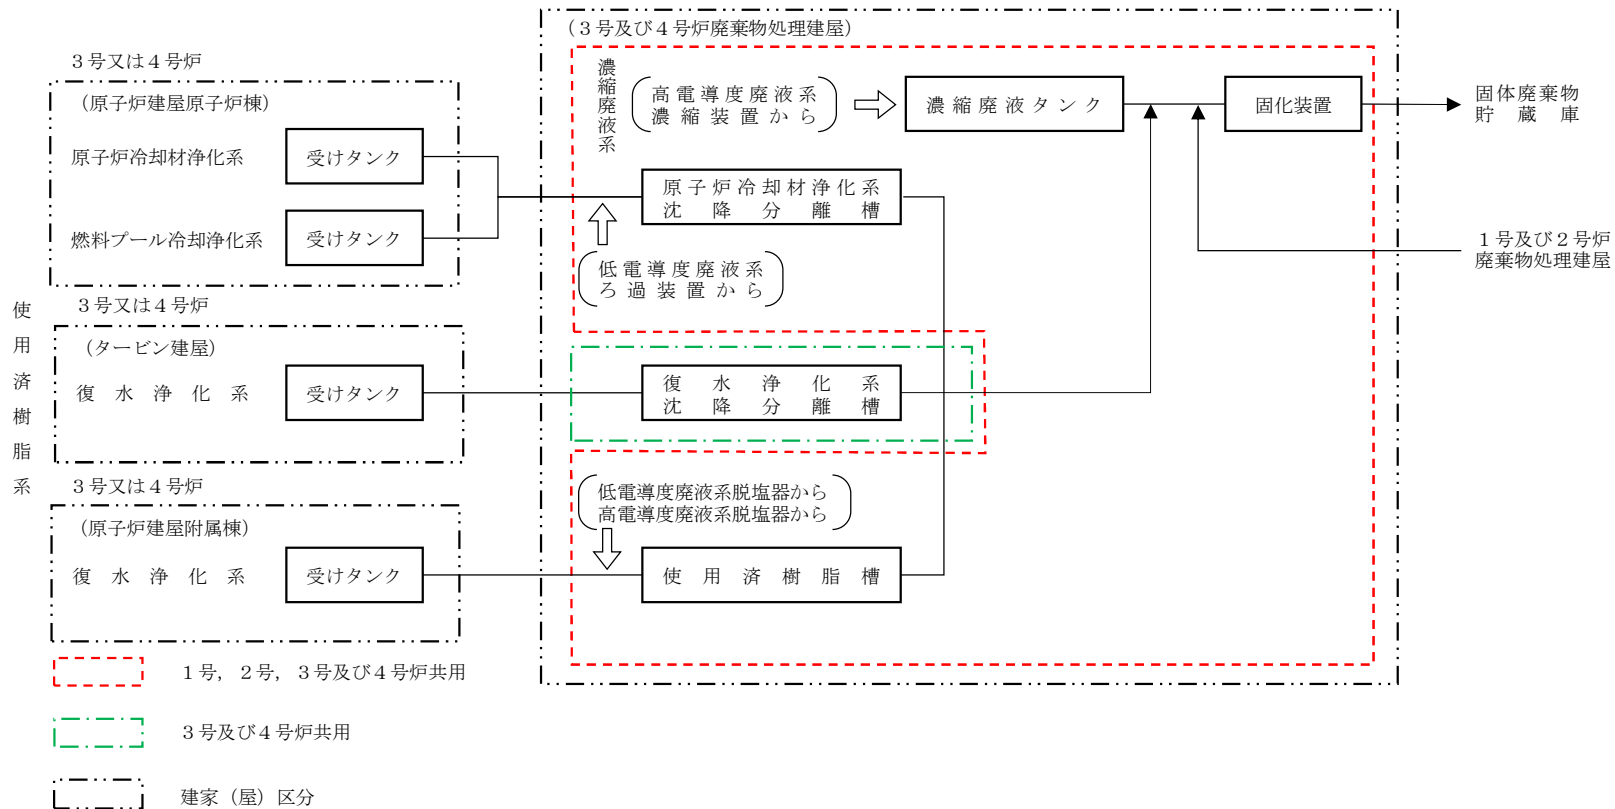 (３号及び４号炉廃棄物処理建屋)
３号又は４号炉
(原子炉建屋原子炉棟)
原子炉冷却材浄化系
受けタンク
燃料プール冷却浄化系
受けタンク
濃縮廃液系
高電導度廃液系
濃縮装置から
濃縮廃液タンク
固化装置
固体廃棄物
貯蔵庫
原子炉冷却材浄化系
沈降分離槽
低電導度廃液系
ろ過装置から
１号及び２号炉
廃棄物処理建屋
使用済樹脂系
３号又は４号炉
(タービン建屋)
復水浄化系
受けタンク
復水浄化系
沈降分離槽
３号又は４号炉
(原子炉建屋附属棟)
復水浄化系
受けタンク
低電導度廃液系脱塩器から
高電導度廃液系脱塩器から
使用済樹脂槽
１号，２号，３号及び４号炉共用
３号及び４号炉共用
建家（屋）区分